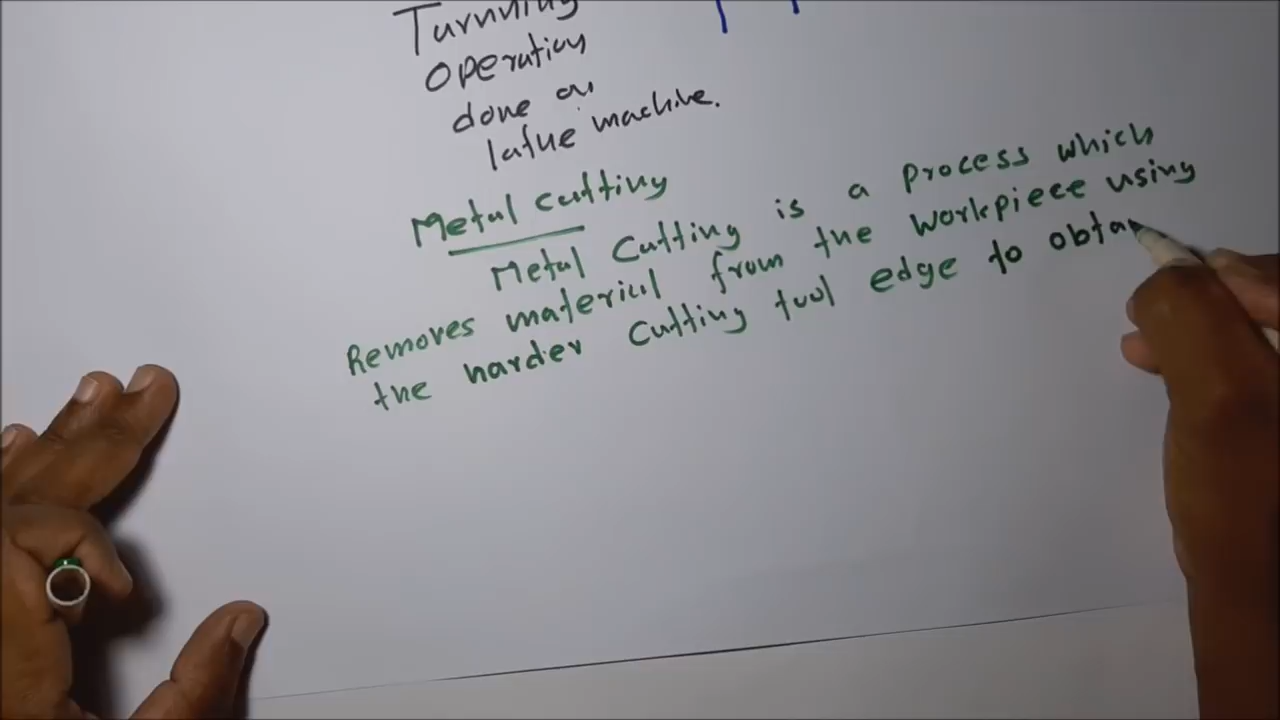 Turnning
operation
done on
lathe machine.
Metal cutting
Metal Cutting is a process which
Removes material from the workpiece using
the harder cutting tool edge to obta